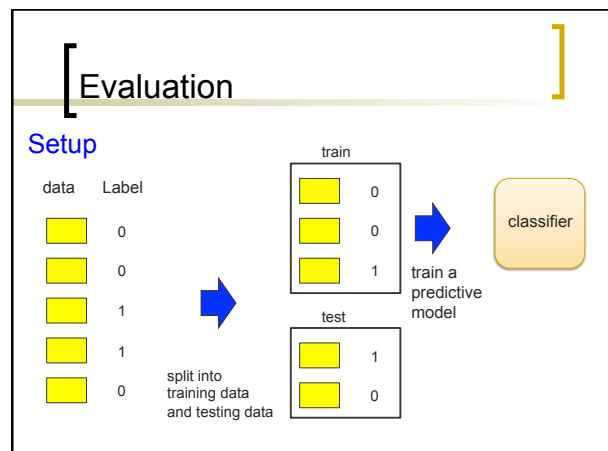 Evaluation
Setup
data Label
0
0
1
1
0
split into
training data
and testing data
train
0
0
1
test
1
0
train a
predictive
model
classifier